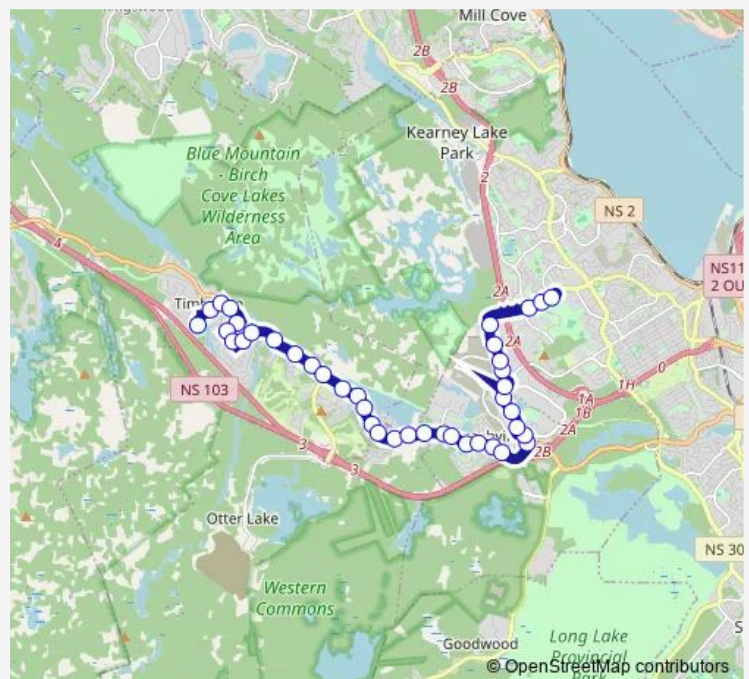 Mill Cove
2B
2B
Kearney Lake
Park
2
Blue Mountain
- Birch
Cove Lakes
Wilderness
Area
NS 2
4
NS11
2 OU
2A
2A
NS 103
1H
0
1A
1B
2A
2B
3
3
Otter Lake
NS 30
Western
Commons
Goodwood
Long Lake
Provincial
Park
© OpenStreetMap contributors